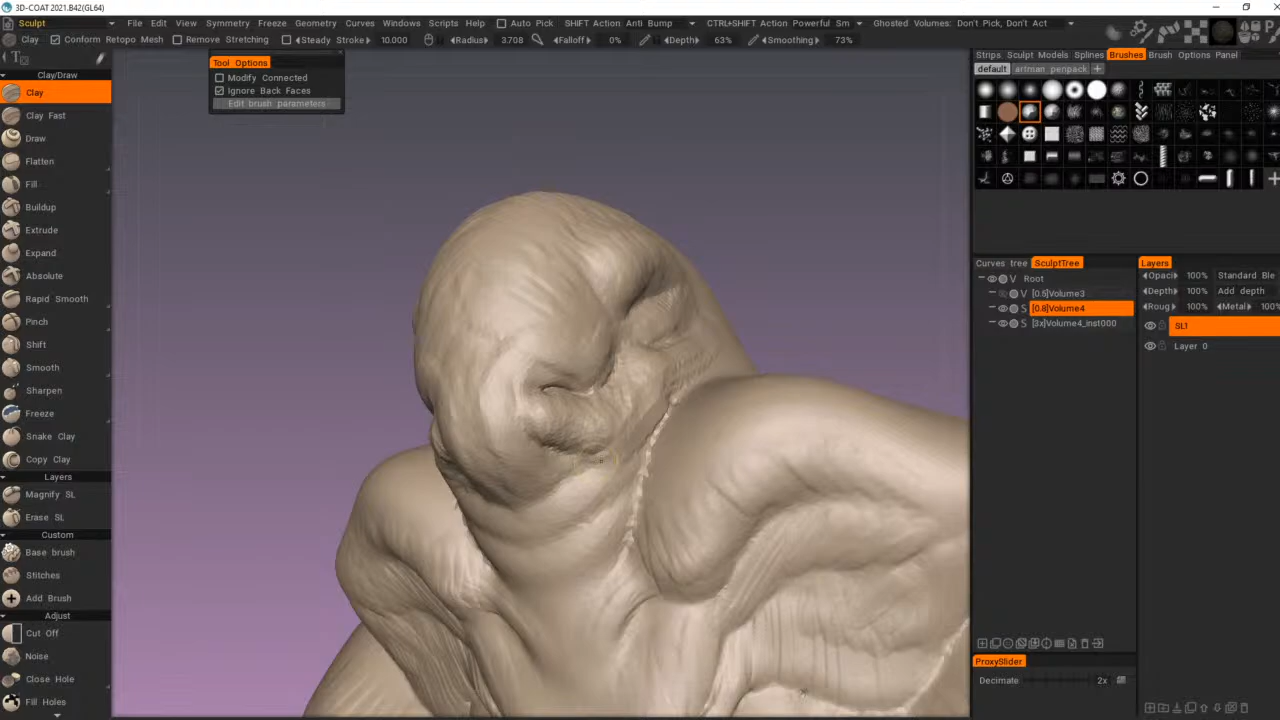 3D-COAT 2021.B42(GL64)
Sculpt File Edit Views Symmetry Freeze Geometry Curves Windows Scripts Help Auto Pick SHIFT Action Anti Bump CTRL+SHIFT Action Powerful Sm Ghosted Volumes: Don't Pick, Don't Act
Clay Conform Retopo Mesh Remove Stretching Steady Stroke 10.000 Radius 3.708 Falloff 0% Depth 63% Smoothing 73%
Strips. Sculpt Models Splines Brushes Brush Options Panel
default artman penpack +
Tool Options
Modify Connected
Ignore Back Faces
Edit brush parameters
Clay/Draw
Clay
Clay Fast
Draw
Flatten
Fill
Buildup
Extrude
Expand
Absolute
Rapid Smooth
Pinch
Shift
Smooth
Sharpen
Freeze
Snake Clay
Copy Clay
Layers
Magnify SL
Erase SL
Custom
Base brush
Stitches
Add Brush
Adjust
Cut Off
Noise
Close Hole
Fill Holes
Curves tree SculptTree
V Root
V [0.5]Volume3
S [0.8]Volume4
S [3x]Volume4_inst000
Layers
Opaci 100% Standard Ble
Depth 100% Add depth
Roug 100% Metal 100%
SL1
Layer 0
ProxySlider
Decimate 2x